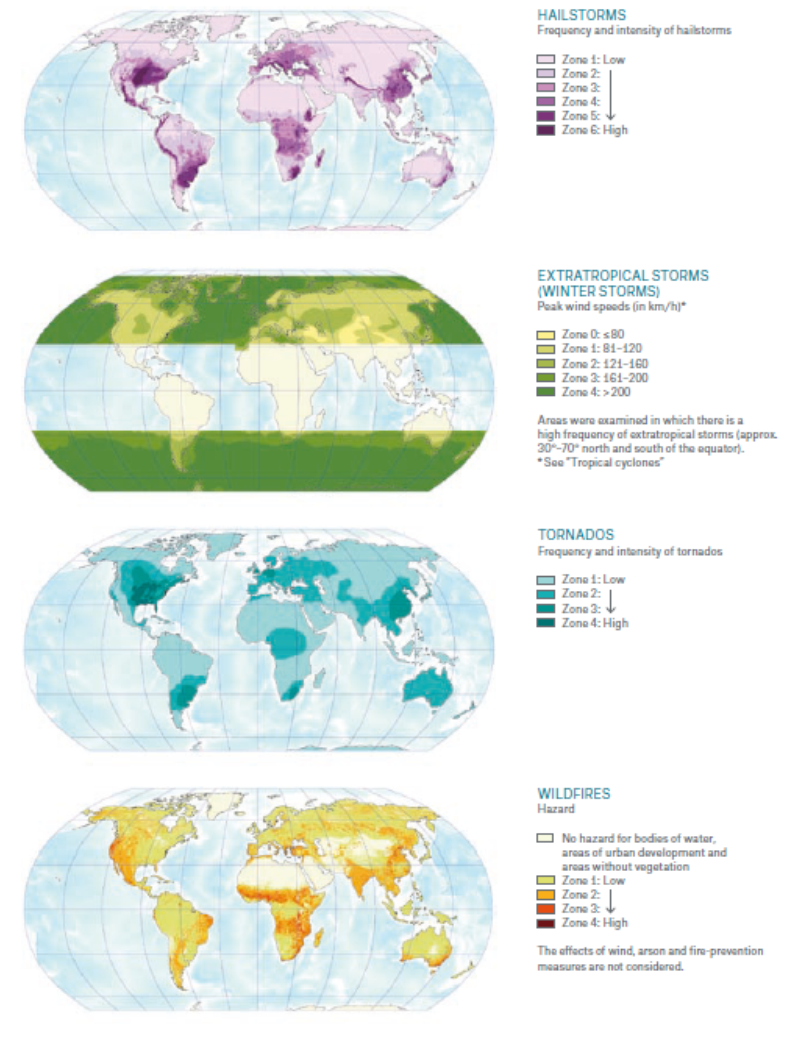 HAILSTORMS
Frequency and intensity of hailstorms
Zone 1: Low
Zone 2:
Zone 3:
Zone 4:
Zone 5:
Zone 6: High
EXTRATROPICAL STORMS
(WINTER STORMS)
Peak wind speeds (in km/h)*
Zone 0: ≤80
Zone 1: 81–120
Zone 2: 121–160
Zone 3: 161–200
Zone 4: >200
Areas were examined in which there is a
high frequency of extratropical storms (approx.
30°–70° north and south of the equator).
*See "Tropical cyclones"
TORNADOS
Frequency and intensity of tornados
Zone 1: Low
Zone 2:
Zone 3:
Zone 4: High
WILDFIRES
Hazard
No hazard for bodies of water,
areas of urban development and
areas without vegetation
Zone 1: Low
Zone 2:
Zone 3:
Zone 4: High
The effects of wind, arson and fire-prevention
measures are not considered.